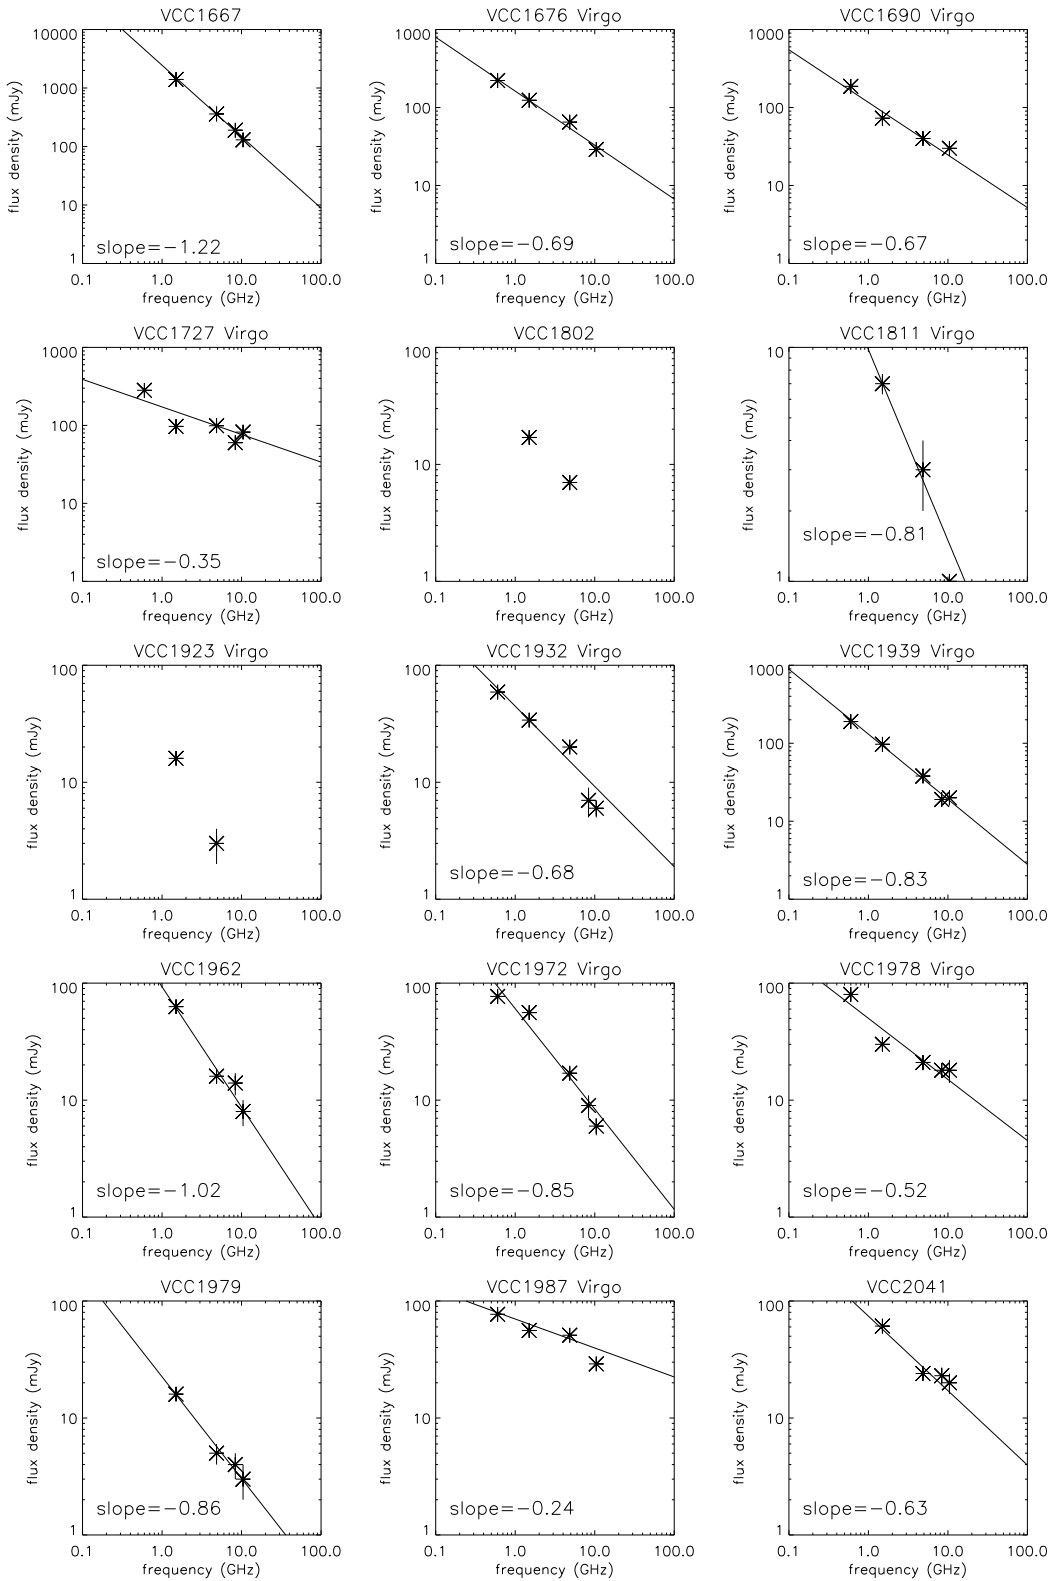 VCC1667
10000
1000
100
10
1
flux density (mJy)
slope=−1.22
0.1 1.0 10.0 100.0
frequency (GHz)
VCC1676 Virgo
1000
100
10
1
flux density (mJy)
slope=−0.69
0.1 1.0 10.0 100.0
frequency (GHz)
VCC1690 Virgo
1000
100
10
1
flux density (mJy)
slope=−0.67
0.1 1.0 10.0 100.0
frequency (GHz)
VCC1727 Virgo
1000
100
10
1
flux density (mJy)
slope=−0.35
0.1 1.0 10.0 100.0
frequency (GHz)
VCC1802
100
10
1
flux density (mJy)
0.1 1.0 10.0 100.0
frequency (GHz)
VCC1811 Virgo
10
1
flux density (mJy)
slope=−0.81
0.1 1.0 10.0 100.0
frequency (GHz)
VCC1923 Virgo
100
10
1
flux density (mJy)
0.1 1.0 10.0 100.0
frequency (GHz)
VCC1932 Virgo
100
10
1
flux density (mJy)
slope=−0.68
0.1 1.0 10.0 100.0
frequency (GHz)
VCC1939 Virgo
1000
100
10
1
flux density (mJy)
slope=−0.83
0.1 1.0 10.0 100.0
frequency (GHz)
VCC1962
100
10
1
flux density (mJy)
slope=−1.02
0.1 1.0 10.0 100.0
frequency (GHz)
VCC1972 Virgo
100
10
1
flux density (mJy)
slope=−0.85
0.1 1.0 10.0 100.0
frequency (GHz)
VCC1978 Virgo
100
10
1
flux density (mJy)
slope=−0.52
0.1 1.0 10.0 100.0
frequency (GHz)
VCC1979
100
10
1
flux density (mJy)
slope=−0.86
0.1 1.0 10.0 100.0
frequency (GHz)
VCC1987 Virgo
100
10
1
flux density (mJy)
slope=−0.24
0.1 1.0 10.0 100.0
frequency (GHz)
VCC2041
100
10
1
flux density (mJy)
slope=−0.63
0.1 1.0 10.0 100.0
frequency (GHz)